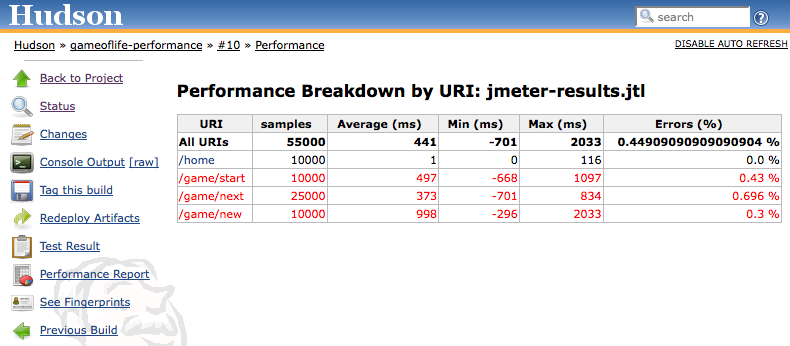 Hudson
search
Hudson » gameoflife-performance » #10 » Performance
DISABLE AUTO REFRESH
Back to Project
Status
Changes
Console Output [raw]
Tag this build
Redeploy Artifacts
Test Result
Performance Report
See Fingerprints
Previous Build
Performance Breakdown by URI: jmeter-results.jtl
URI samples Average (ms) Min (ms) Max (ms) Errors (%)
All URIs 55000 441 -701 2033 0.44909090909090904 %
/home 10000 1 0 116 0.0 %
/game/start 10000 497 -668 1097 0.43 %
/game/next 25000 373 -701 834 0.696 %
/game/new 10000 998 -296 2033 0.3 %